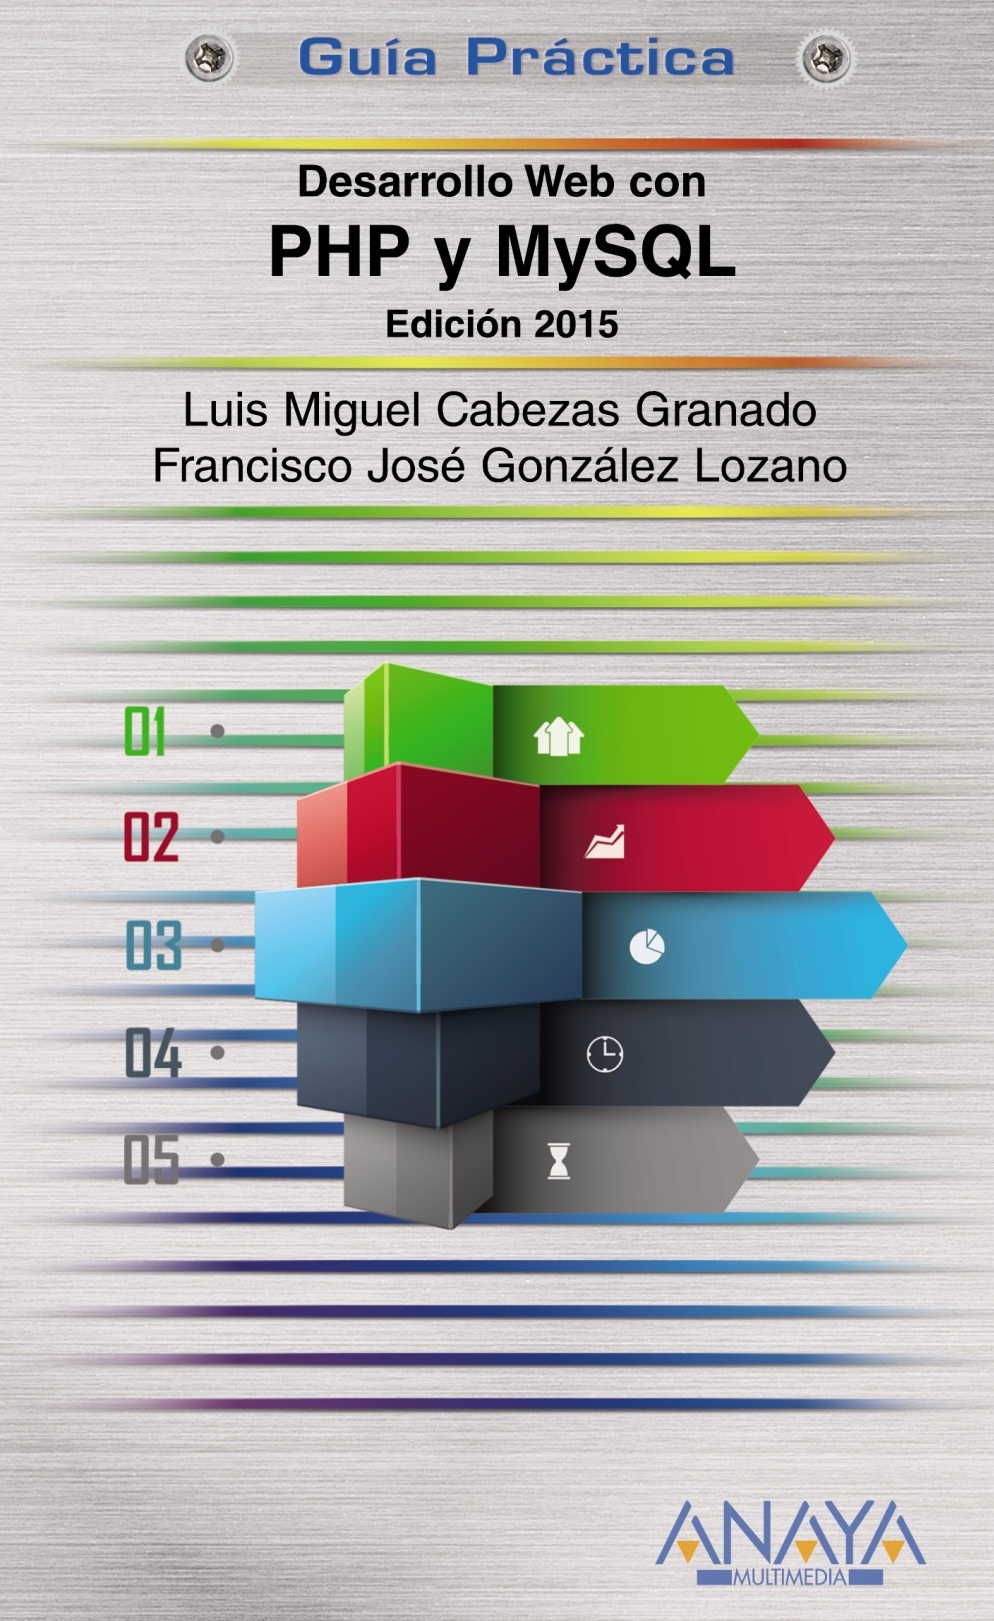 Guía Práctica
Desarrollo Web con
PHP y MySQL
Edición 2015
Luis Miguel Cabezas Granado
Francisco José González Lozano
01
02
03
04
05
ANAYA
MULTIMEDIA